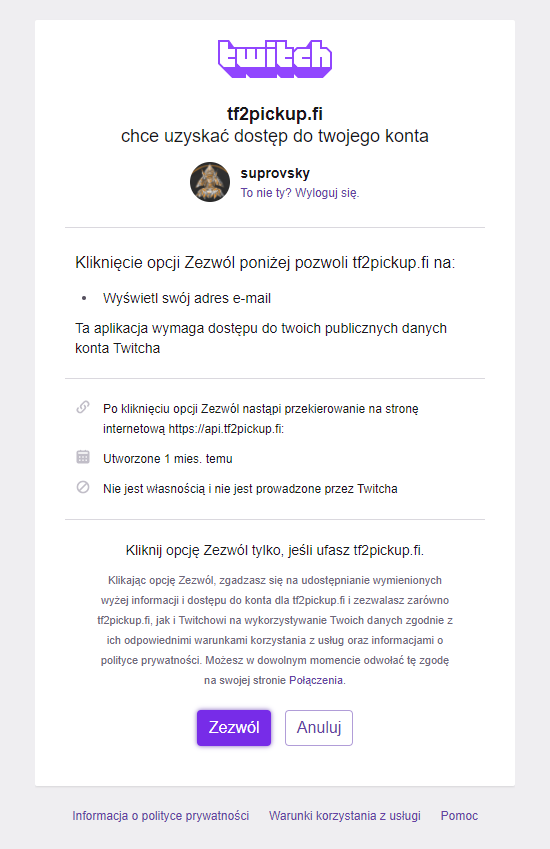 twitch
tf2pickup.fi
chce uzyskać dostęp do twojego konta
suprovsky
To nie ty? Wyloguj się.
Kliknięcie opcji Zezwól poniżej pozwoli tf2pickup.fi na:
• Wyświetl swój adres e-mail
Ta aplikacja wymaga dostępu do twoich publicznych danych
konta Twitcha
Po kliknięciu opcji Zezwól nastąpi przekierowanie na stronę
internetową https://api.tf2pickup.fi:
Utworzone 1 mies. temu
Nie jest własnością i nie jest prowadzone przez Twitcha
Kliknij opcję Zezwól tylko, jeśli ufasz tf2pickup.fi.
Klikając opcję Zezwól, zgadzasz się na udostępnianie wymienionych
wyżej informacji i dostępu do konta dla tf2pickup.fi i zezwalasz zarówno
tf2pickup.fi, jak i Twitchowi na wykorzystywanie Twoich danych zgodnie z
ich odpowiednimi warunkami korzystania z usług oraz informacjami o
polityce prywatności. Możesz w dowolnym momencie odwołać tę zgodę
na swojej stronie Połączenia.
Zezwól Anuluj
Informacja o polityce prywatności Warunki korzystania z usługi Pomoc